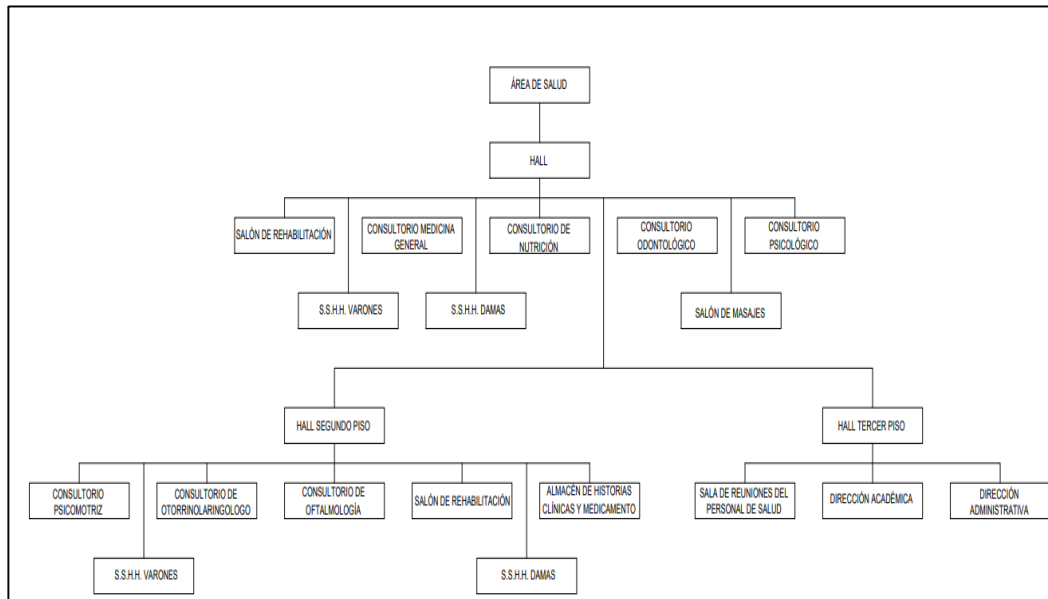 ÁREA DE SALUD
HALL
SALÓN DE REHABILITACIÓN
CONSULTORIO MEDICINA
GENERAL
CONSULTORIO DE
NUTRICIÓN
CONSULTORIO
ODONTOLÓGICO
CONSULTORIO
PSICOLÓGICO
S.S.H.H. VARONES
S.S.H.H. DAMAS
SALÓN DE MASAJES
HALL SEGUNDO PISO
HALL TERCER PISO
CONSULTORIO
PSICOMOTRIZ
CONSULTORIO DE
OTORRINOLARINGOLOGO
CONSULTORIO DE
OFTALMOLOGÍA
SALÓN DE REHABILITACIÓN
ALMACÉN DE HISTORIAS
CLÍNICAS Y MEDICAMENTO
SALA DE REUNIONES DEL
PERSONAL DE SALUD
DIRECCIÓN ACADÉMICA
DIRECCIÓN
ADMINISTRATIVA
S.S.H.H. VARONES
S.S.H.H. DAMAS